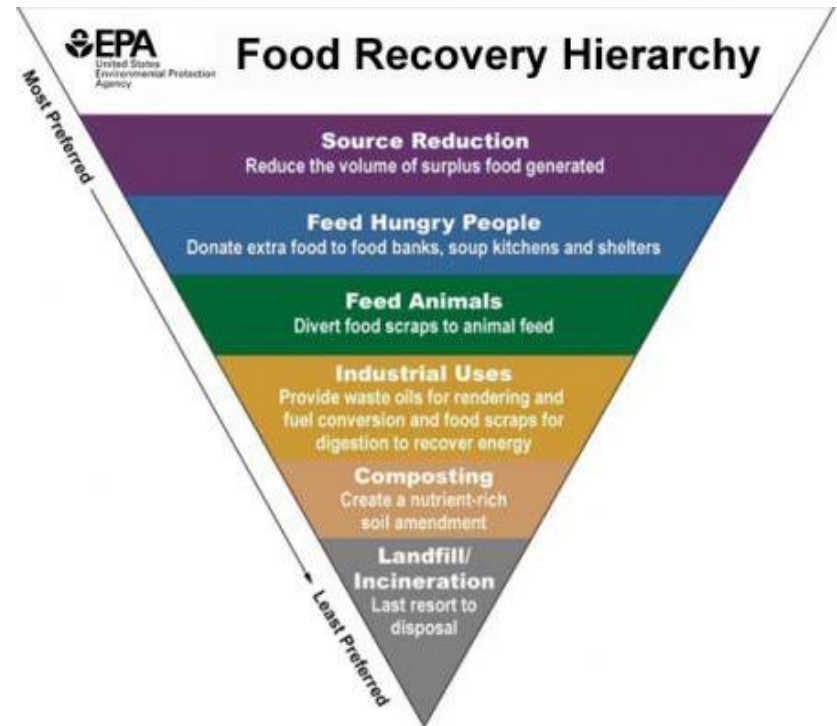 EPA
United States
Environmental Protection
Agency
Food Recovery Hierarchy
Most Preferred
Source Reduction
Reduce the volume of surplus food generated
Feed Hungry People
Donate extra food to food banks, soup kitchens and shelters
Feed Animals
Divert food scraps to animal feed
Industrial Uses
Provide waste oils for rendering and
fuel conversion and food scraps for
digestion to recover energy
Composting
Create a nutrient-rich
soil amendment
Landfill/
Incineration
Last resort to
disposal
Least Preferred